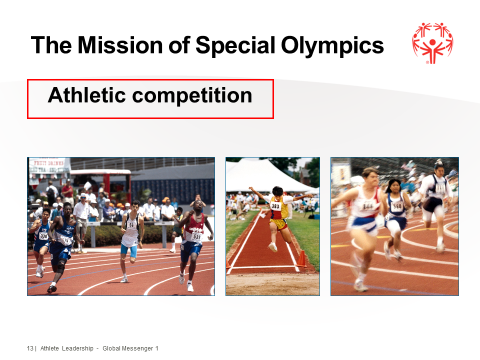 The Mission of Special Olympics
Athletic competition
13 | Athlete Leadership - Global Messenger 1